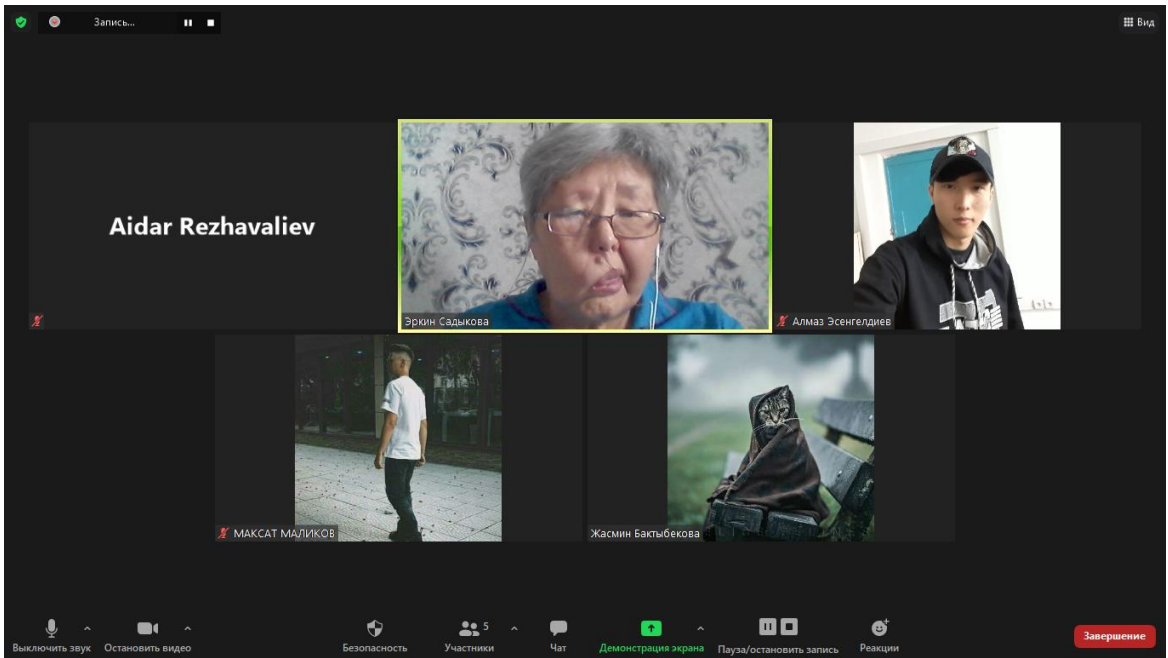 Запись...
Вид
Aidar Rezhavaliev
Эркин Садыкова
Алмаз Эсенгелдиев
МАКСАТ МАЛИКОВ
Жасмин Бактыбекова
5
Выключить звук
Остановить видео
Безопасность
Участники
Чат
Демонстрация экрана
Пауза/остановить запись
Реакции
Завершение